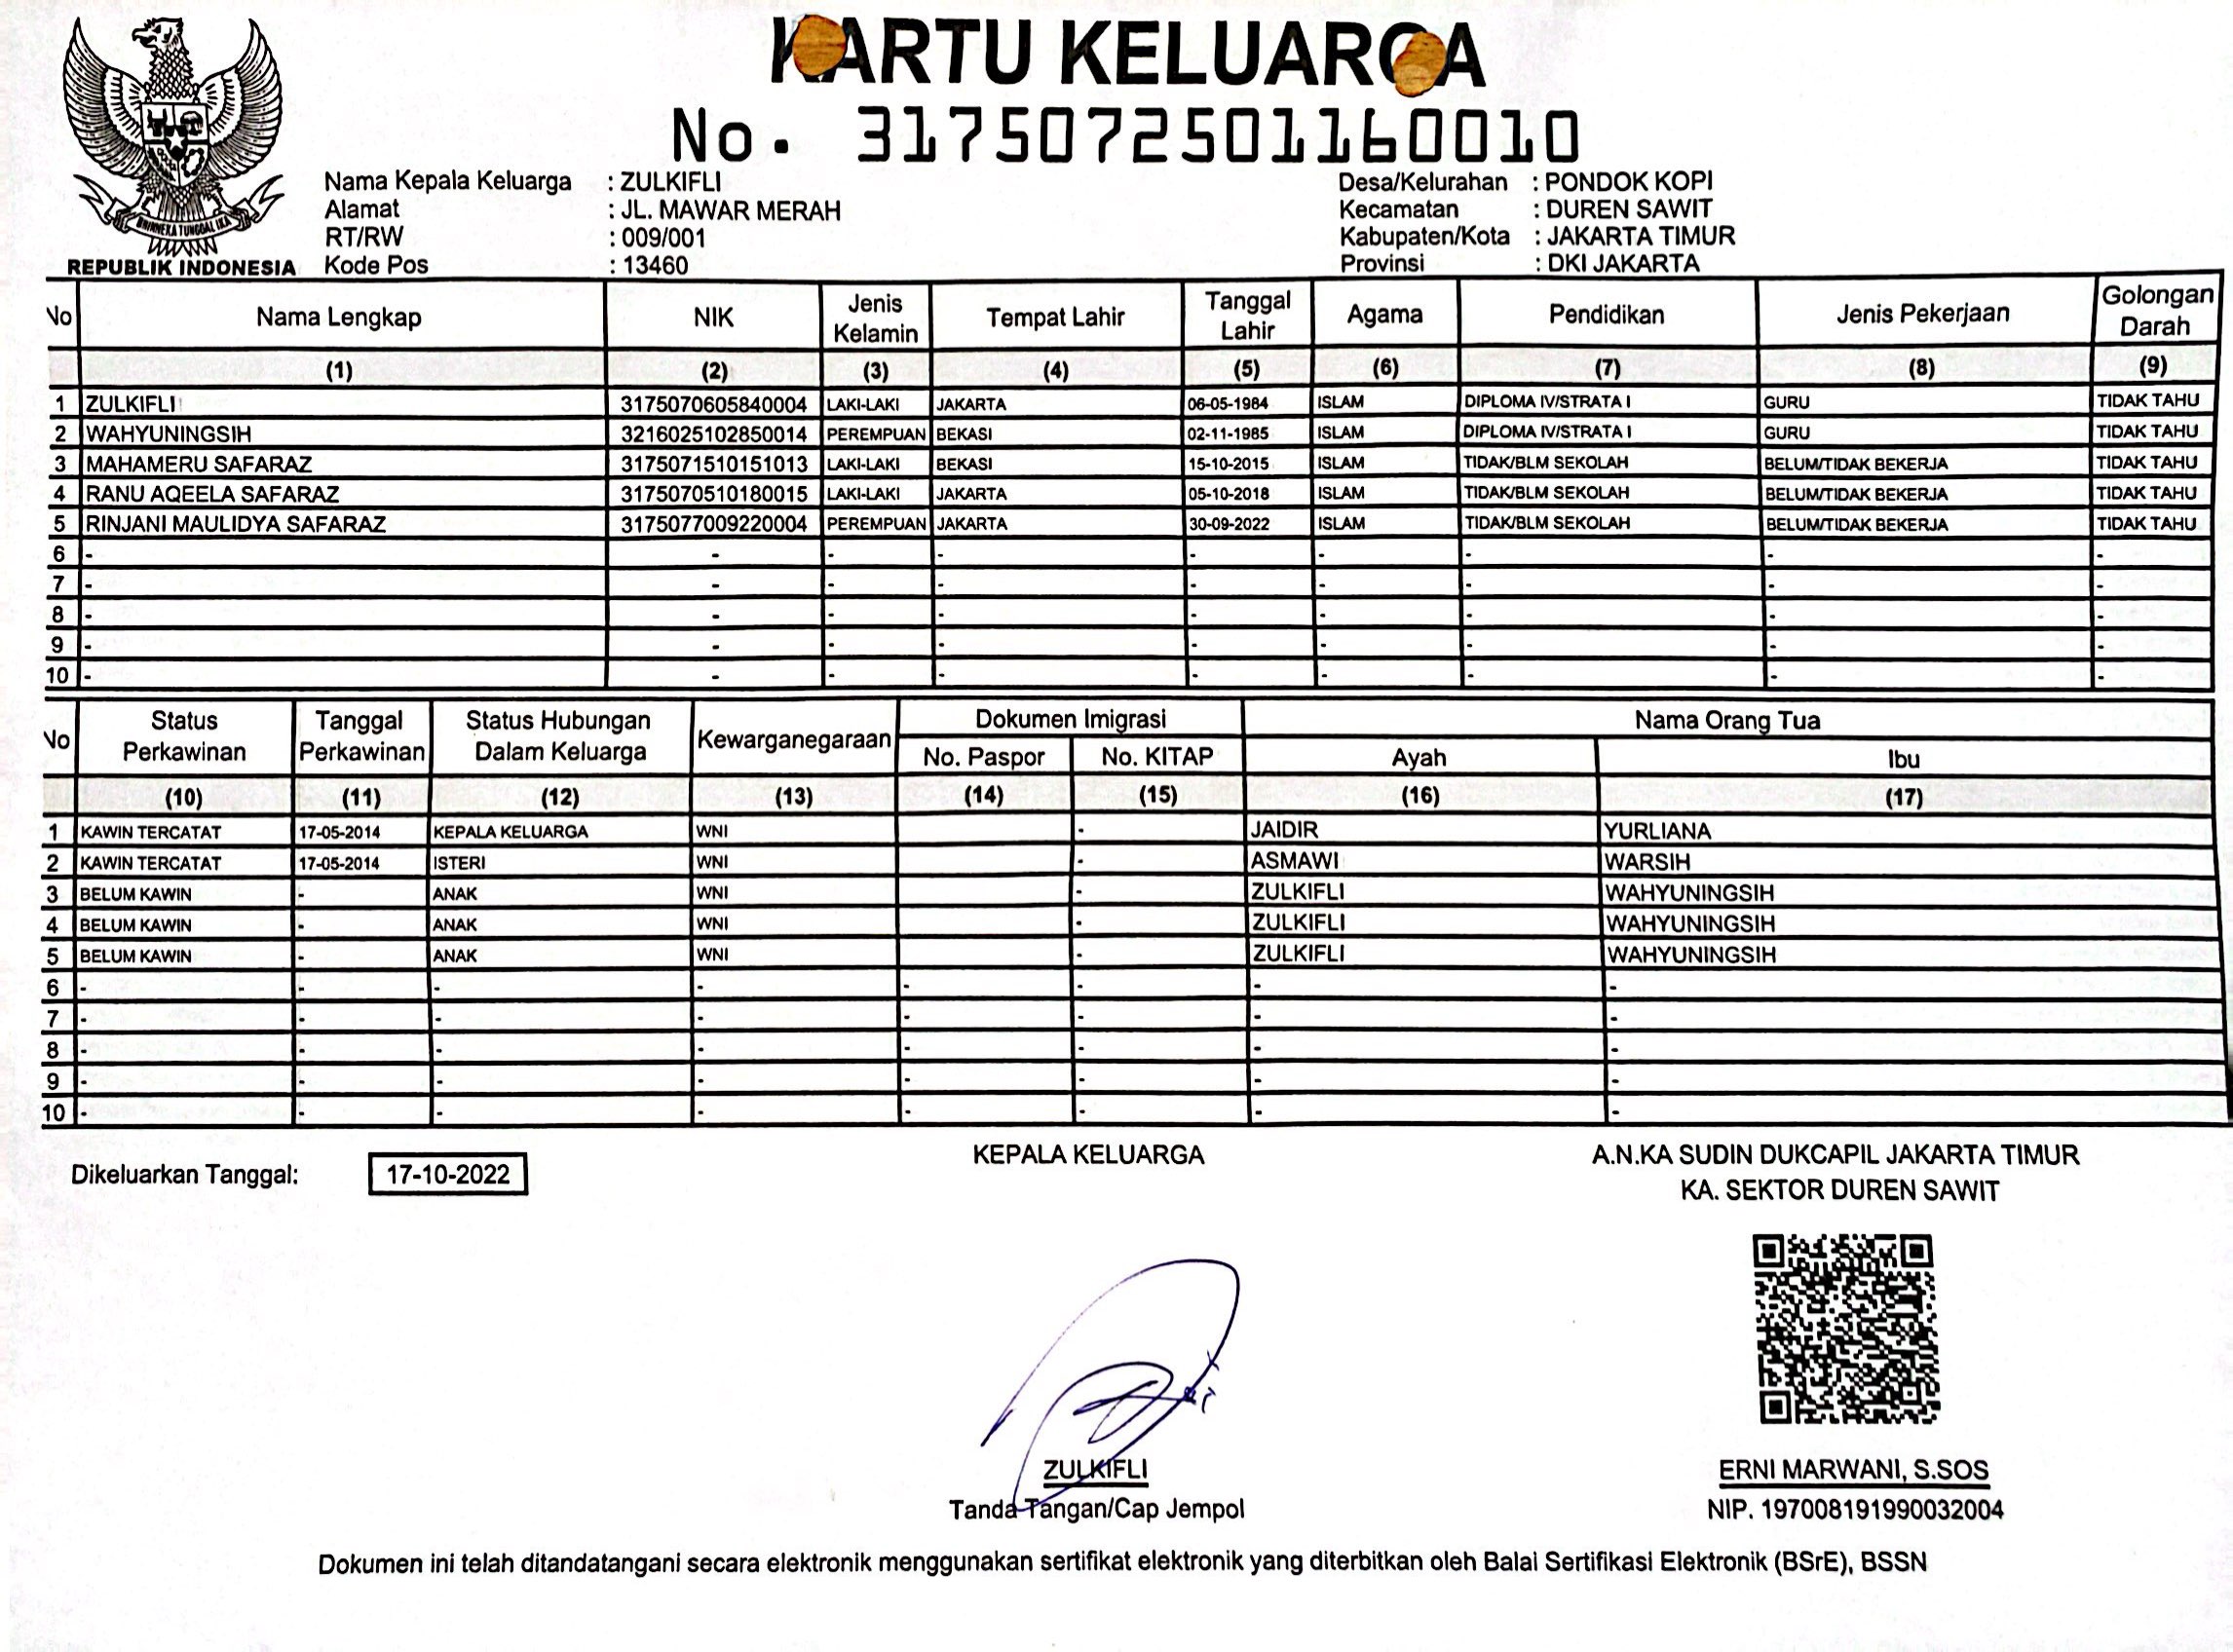 KARTU KELUARGA
No. 3175072501160010
BHINNEKA TUNGGAL IKA
REPUBLIK INDONESIA
Nama Kepala Keluarga : ZULKIFLI
Alamat : JL. MAWAR MERAH
RT/RW : 009/001
Kode Pos : 13460
Desa/Kelurahan : PONDOK KOPI
Kecamatan : DUREN SAWIT
Kabupaten/Kota : JAKARTA TIMUR
Provinsi : DKI JAKARTA
No Nama Lengkap NIK Jenis Kelamin Tempat Lahir Tanggal Lahir Agama Pendidikan Jenis Pekerjaan Golongan Darah
(1) (2) (3) (4) (5) (6) (7) (8) (9)
1 ZULKIFLI 3175070605840004 LAKI-LAKI JAKARTA 06-05-1984 ISLAM DIPLOMA IV/STRATA I GURU TIDAK TAHU
2 WAHYUNINGSIH 3216025102850014 PEREMPUAN BEKASI 02-11-1985 ISLAM DIPLOMA IV/STRATA I GURU TIDAK TAHU
3 MAHAMERU SAFARAZ 3175071510151013 LAKI-LAKI BEKASI 15-10-2015 ISLAM TIDAK/BLM SEKOLAH BELUM/TIDAK BEKERJA TIDAK TAHU
4 RANU AQEELA SAFARAZ 3175070510180015 LAKI-LAKI JAKARTA 05-10-2018 ISLAM TIDAK/BLM SEKOLAH BELUM/TIDAK BEKERJA TIDAK TAHU
5 RINJANI MAULIDYA SAFARAZ 3175077009220004 PEREMPUAN JAKARTA 30-09-2022 ISLAM TIDAK/BLM SEKOLAH BELUM/TIDAK BEKERJA TIDAK TAHU
6 - - - - - - - - -
7 - - - - - - - - -
8 - - - - - - - - -
9 - - - - - - - - -
10 - - - - - - - - -
No Status Perkawinan Tanggal Perkawinan Status Hubungan Dalam Keluarga Kewarganegaraan Dokumen Imigrasi Nama Orang Tua
No. Paspor No. KITAP Ayah Ibu
(10) (11) (12) (13) (14) (15) (16) (17)
1 KAWIN TERCATAT 17-05-2014 KEPALA KELUARGA WNI - JAIDIR YURLIANA
2 KAWIN TERCATAT 17-05-2014 ISTERI WNI - ASMAWI WARSIH
3 BELUM KAWIN - ANAK WNI - ZULKIFLI WAHYUNINGSIH
4 BELUM KAWIN - ANAK WNI - ZULKIFLI WAHYUNINGSIH
5 BELUM KAWIN - ANAK WNI - ZULKIFLI WAHYUNINGSIH
6 - - - - - - - -
7 - - - - - - - -
8 - - - - - - - -
9 - - - - - - - -
10 - - - - - - - -
Dikeluarkan Tanggal: 17-10-2022
KEPALA KELUARGA
ZULKIFLI
Tanda Tangan/Cap Jempol
A.N.KA SUDIN DUKCAPIL JAKARTA TIMUR
KA. SEKTOR DUREN SAWIT
ERNI MARWANI, S.SOS
NIP. 197008191990032004
Dokumen ini telah ditandatangani secara elektronik menggunakan sertifikat elektronik yang diterbitkan oleh Balai Sertifikasi Elektronik (BSrE), BSSN